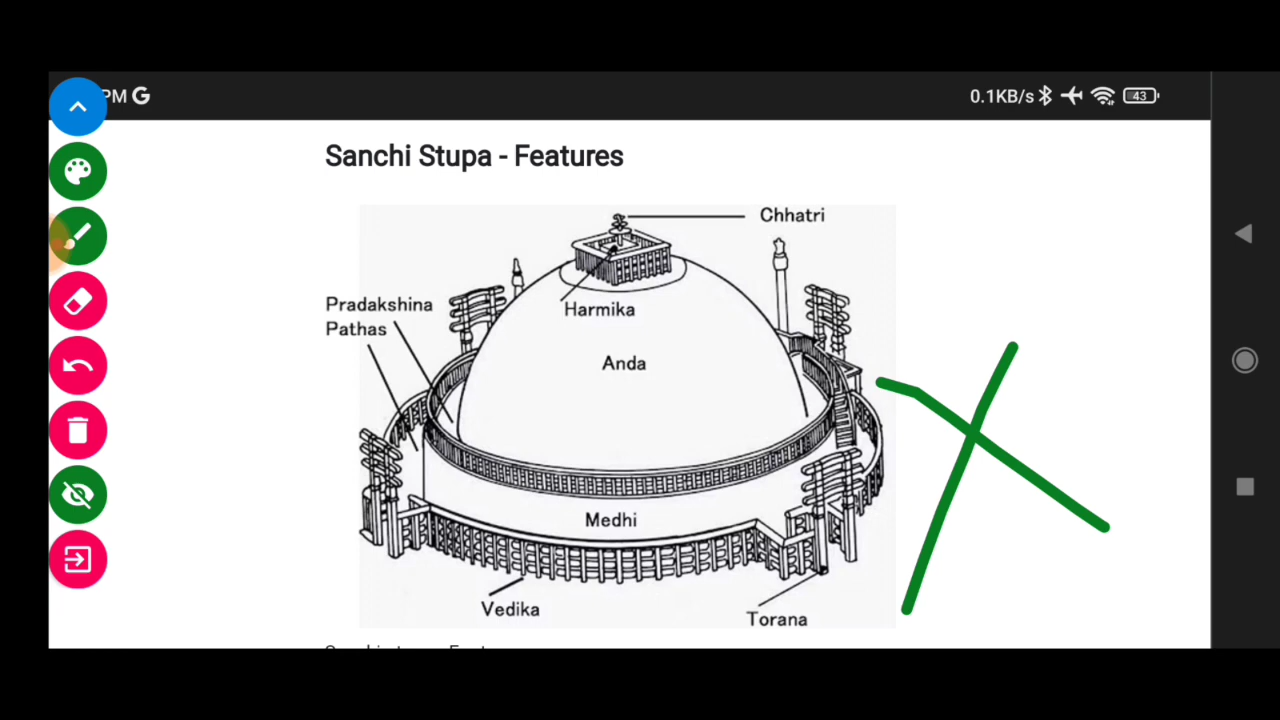 PM G
0.1KB/s 43
Sanchi Stupa - Features
Chhatri
Pradakshina
Pathas
Harmika
Anda
Medhi
Vedika
Torana